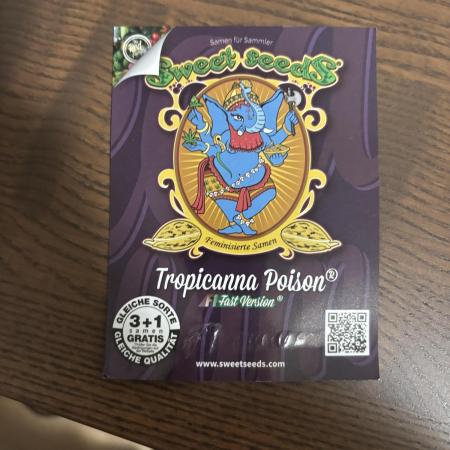 Samen für Sammler
Sweet Seeds®
Feminisierte Samen
Tropicanna Poison®
F1 Fast Version®
GLEICHE SORTE
3+1
samen
GRATIS
GLEICHE QUALITÄT
www.sweetseeds.com